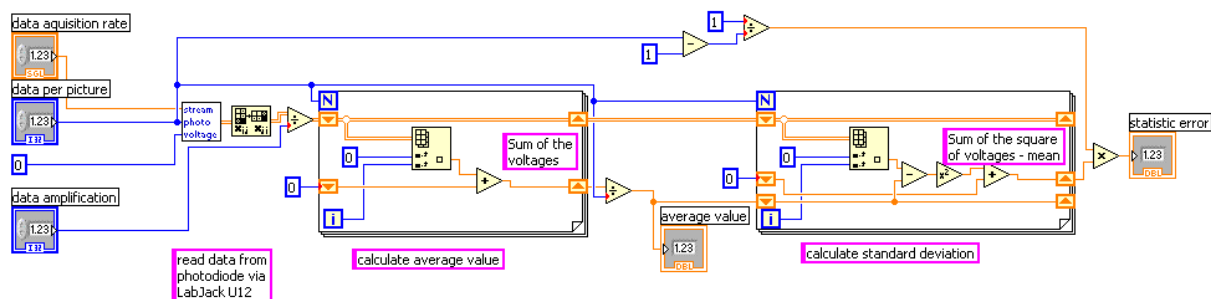 data aquisition rate
1.23
SGL
data per picture
1.23
I32
0
data amplification
1.23
I32
stream
photo
voltage
read data from
photodiode via
LabJack U12
N
0
0
i
Sum of the
voltages
calculate average value
average value
1.23
DBL
1
1
N
0
0
i
Sum of the square
of voltages - mean
x²
calculate standard deviation
statistic error
1.23
DBL